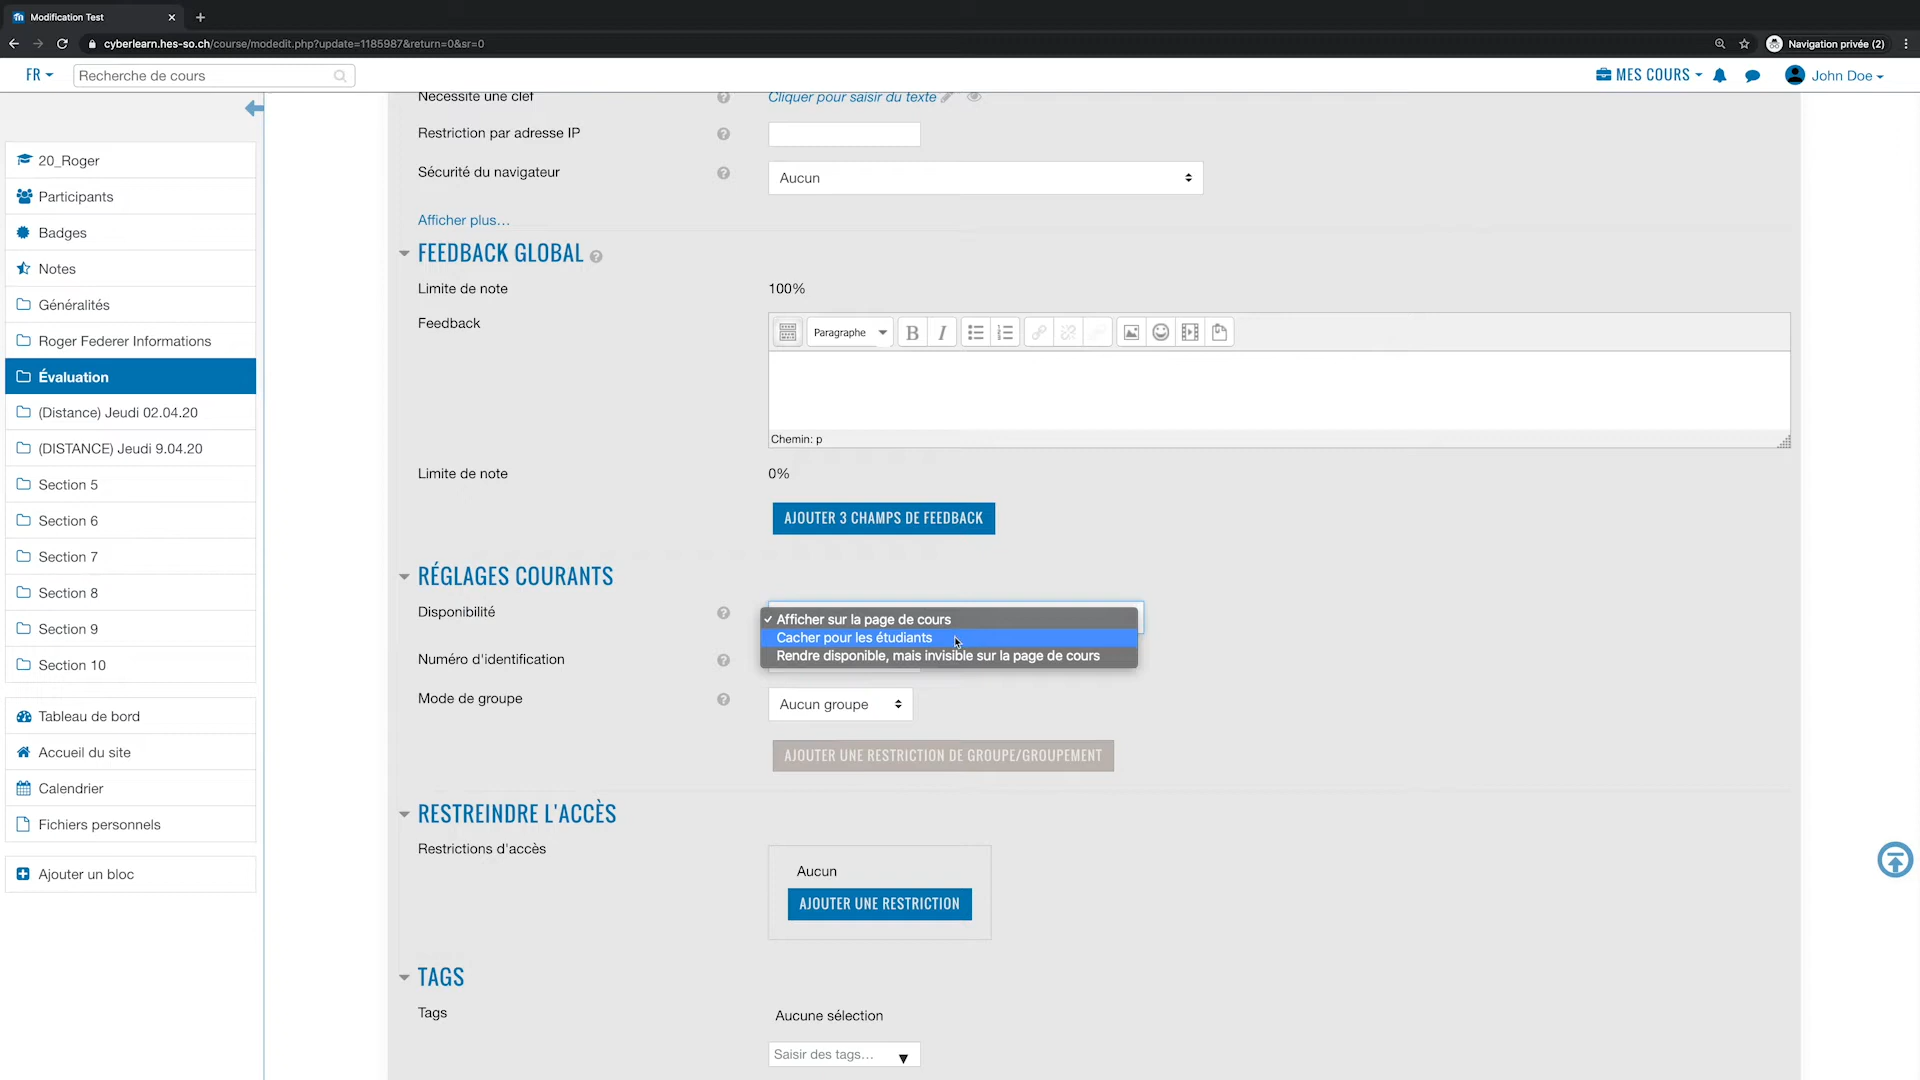 Modification Test
cyberlearn.hes-so.ch/course/modedit.php?update=1185987&return=0&sr=0
Navigation privée (2)
FR
Recherche de cours
MES COURS
John Doe
20_Roger
Participants
Badges
Notes
Généralités
Roger Federer Informations
Évaluation
(Distance) Jeudi 02.04.20
(DISTANCE) Jeudi 9.04.20
Section 5
Section 6
Section 7
Section 8
Section 9
Section 10
Tableau de bord
Accueil du site
Calendrier
Fichiers personnels
Ajouter un bloc
Nécessite une clef
Cliquer pour saisir du texte
Restriction par adresse IP
Sécurité du navigateur
Aucun
Afficher plus...
FEEDBACK GLOBAL
Limite de note
100%
Feedback
Paragraphe
B I
Chemin: p
Limite de note
0%
AJOUTER 3 CHAMPS DE FEEDBACK
RÉGLAGES COURANTS
Disponibilité
✓ Afficher sur la page de cours
Cacher pour les étudiants
Rendre disponible, mais invisible sur la page de cours
Numéro d'identification
Mode de groupe
Aucun groupe
AJOUTER UNE RESTRICTION DE GROUPE/GROUPEMENT
RESTREINDRE L'ACCÈS
Restrictions d'accès
Aucun
AJOUTER UNE RESTRICTION
TAGS
Tags
Aucune sélection
Saisir des tags...